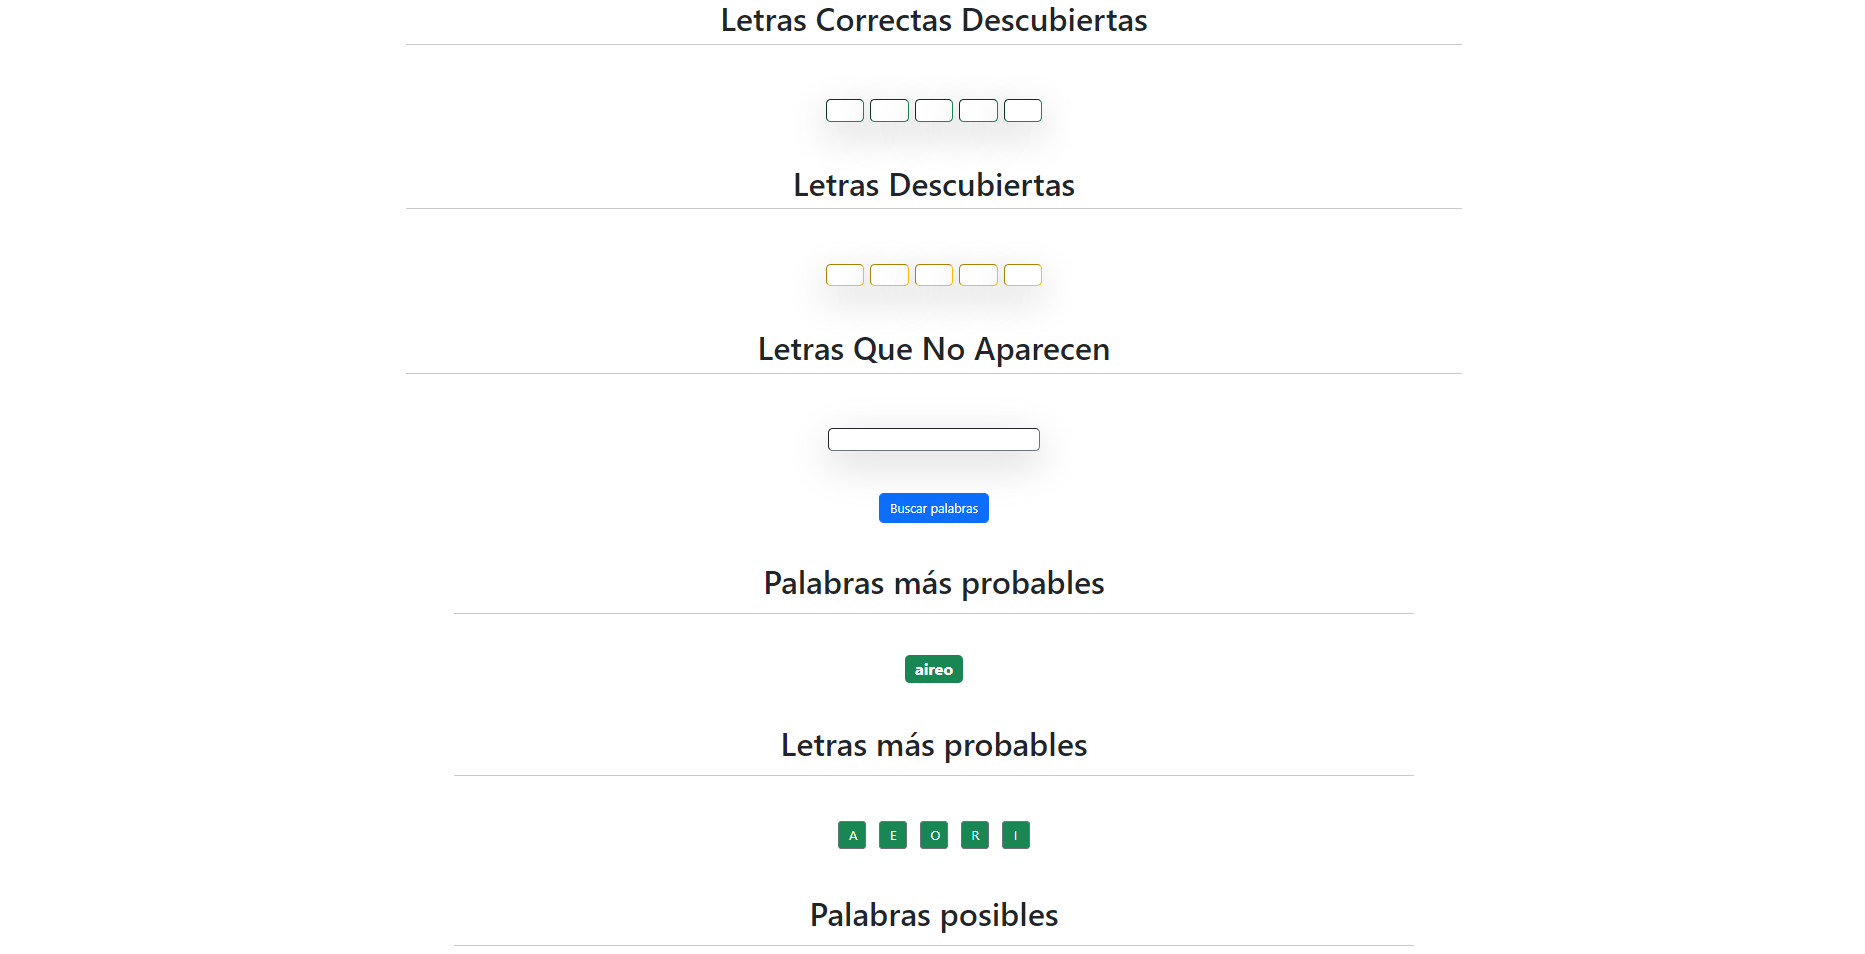 Letras Correctas Descubiertas
Letras Descubiertas
Letras Que No Aparecen
Buscar palabras
Palabras más probables
aireo
Letras más probables
A E O R I
Palabras posibles